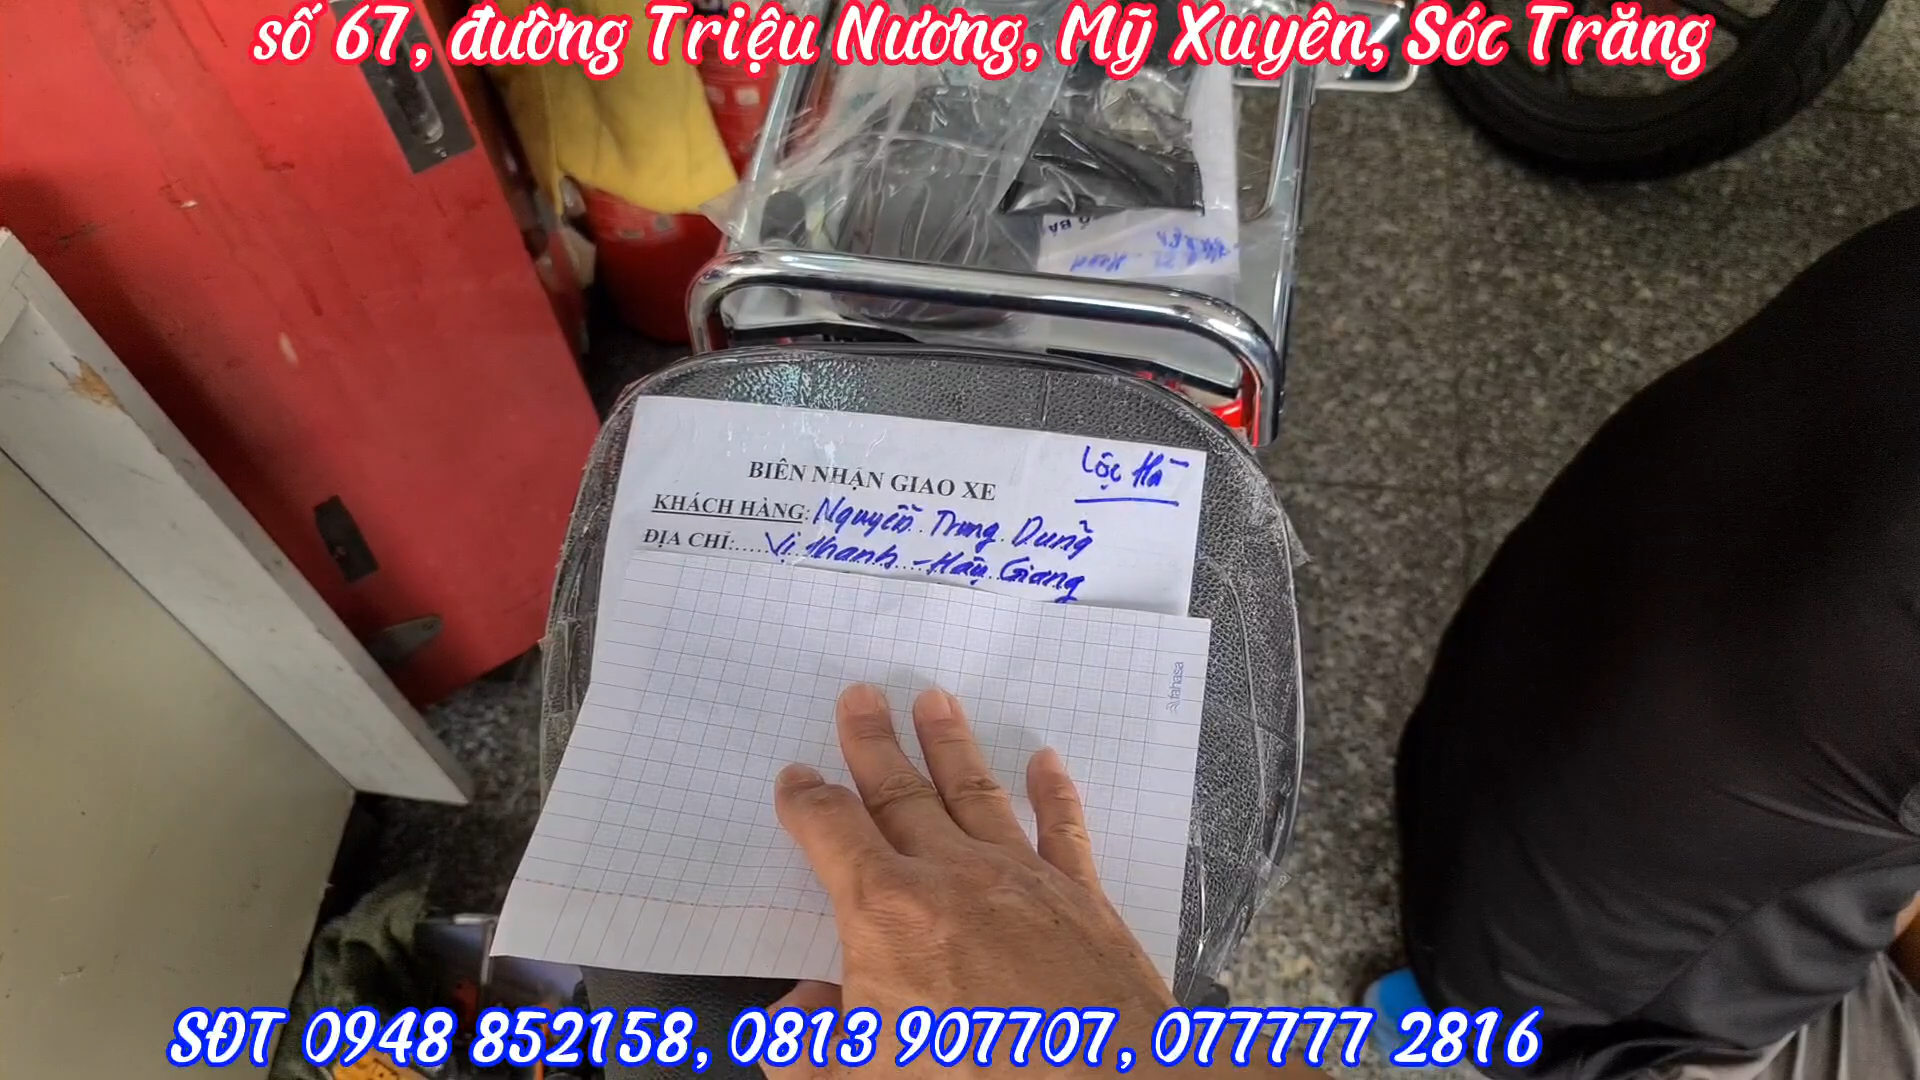 số 67, đường Triệu Nương, Mỹ Xuyên, Sóc Trăng
BIÊN NHẬN GIAO XE
Lộc Hà
KHÁCH HÀNG: Nguyễn Trung Dũng
ĐỊA CHỈ:..... Vị Thanh - Hậu Giang
fahasa
SĐT 0948 852158, 0813 907707, 077777 2816